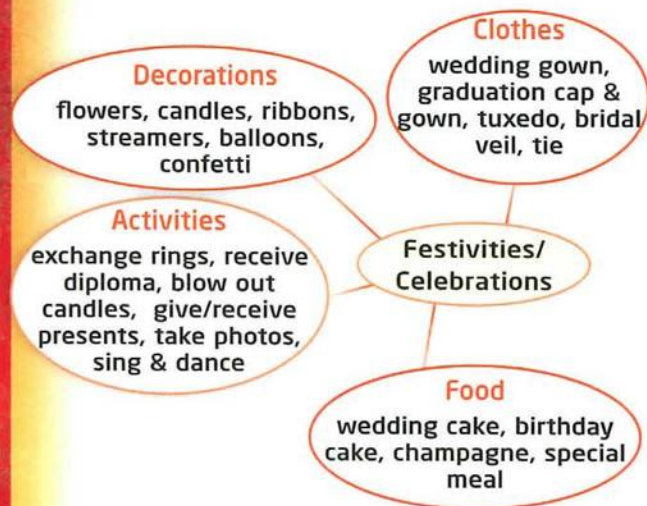 Clothes
wedding gown,
graduation cap &
gown, tuxedo, bridal
veil, tie
Decorations
flowers, candles, ribbons,
streamers, balloons,
confetti
Activities
exchange rings, receive
diploma, blow out
candles, give/receive
presents, take photos,
sing & dance
Festivities/
Celebrations
Food
wedding cake, birthday
cake, champagne, special
meal